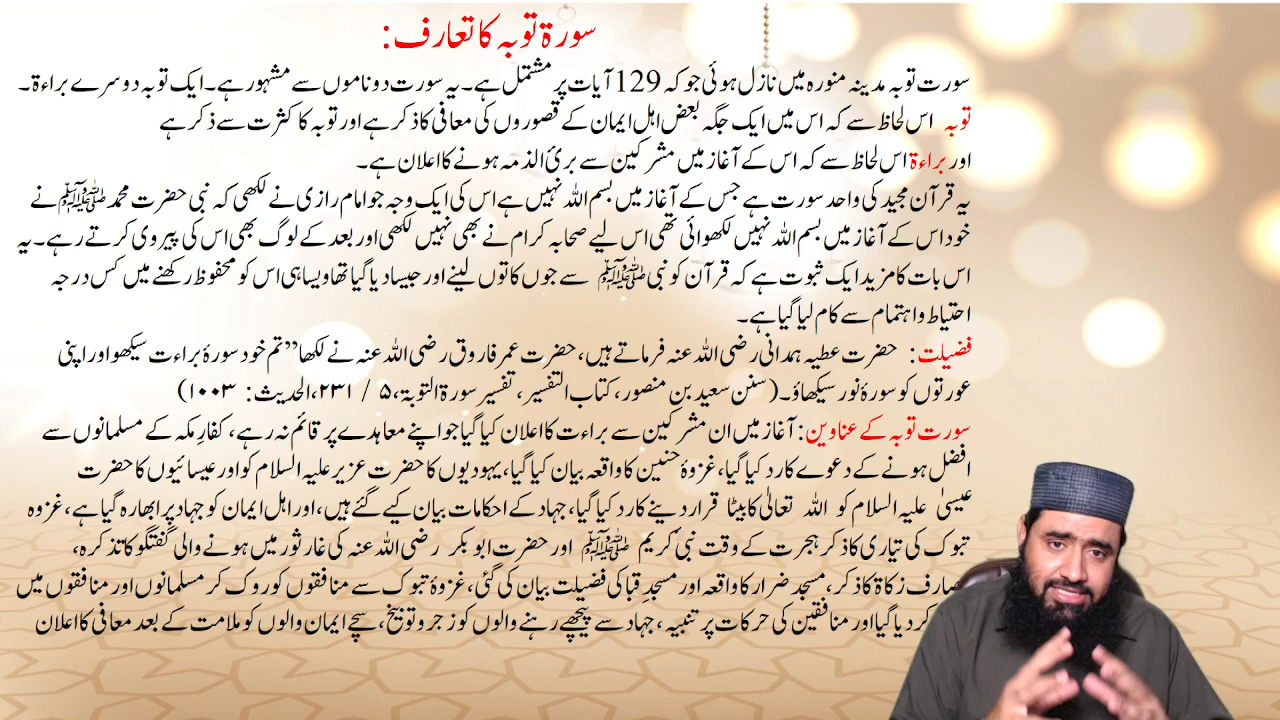 سورۃ توبہ کا تعارف:
سورت توبہ مدینہ منورہ میں نازل ہوئی جو کہ 129 آیات پر مشتمل ہے۔ یہ سورت دو ناموں سے مشہور ہے۔ ایک توبہ دوسرے براءۃ۔
توبہ اس لحاظ سے کہ اس میں ایک جگہ بعض اہل ایمان کے قصوروں کی معافی کا ذکر ہے اور توبہ کا کثرت سے ذکر ہے
اور براءۃ اس لحاظ سے کہ اس کے آغاز میں مشرکین سے برئ الذمہ ہونے کا اعلان ہے۔
یہ قرآن مجید کی واحد سورت ہے جس کے آغاز میں بسم اللہ نہیں ہے اس کی ایک وجہ جو امام رازی نے لکھی کہ نبی حضرت محمد ﷺ نے
خود اس کے آغاز میں بسم اللہ نہیں لکھوائی تھی اس لیے صحابہ کرام نے بھی نہیں لکھی اور بعد کے لوگ بھی اس کی پیروی کرتے رہے۔ یہ
اس بات کا مزید ایک ثبوت ہے کہ قرآن کو نبی ﷺ سے جوں کا توں لینے اور جیسا دیا گیا تھا ویسا ہی اس کو محفوظ رکھنے میں کس درجہ
احتیاط و اہتمام سے کام لیا گیا ہے۔
فضیلت: حضرت عطیہ ہمدانی رضی اللہ عنہ فرماتے ہیں، حضرت عمر فاروق رضی اللہ عنہ نے لکھا ”تم خود سورۂ براءت سیکھو اور اپنی
عورتوں کو سورۂ نور سیکھاؤ۔ (سنن سعید بن منصور، کتاب التفسیر، تفسیر سورۃ التوبۃ، ۵ / ۲۳۱، الحدیث: ۱۰۰۳)
سورت توبہ کے عناوین: آغاز میں ان مشرکین سے براءت کا اعلان کیا گیا جو اپنے معاہدے پر قائم نہ رہے، کفارِ مکہ کے مسلمانوں سے
افضل ہونے کے دعوے کا رد کیا گیا، غزوۂ حنین کا واقعہ بیان کیا گیا، یہودیوں کا حضرت عزیر علیہ السلام کو اور عیسائیوں کا حضرت
عیسیٰ علیہ السلام کو اللہ تعالیٰ کا بیٹا قرار دینے کا رد کیا گیا، جہاد کے احکامات بیان کیے گئے ہیں، اور اہل ایمان کو جہاد پر ابھارہ گیا ہے، غزوہ
تبوک کی تیاری کا ذکر ہجرت کے وقت نبی کریم ﷺ اور حضرت ابو بکر رضی اللہ عنہ کی غار ثور میں ہونے والی گفتگو کا تذکرہ،
مصارف زکاۃ کا ذکر، مسجد ضرار کا واقعہ اور مسجدِ قبا کی فضیلت بیان کی گئی، غزوۂ تبوک سے منافقوں کو روک کر مسلمانوں اور منافقوں میں
کر دیا گیا اور منافقین کی حرکات پر تنبیہ، جہاد سے پیچھے رہنے والوں کو زجر و توبیخ، سچے ایمان والوں کو ملامت کے بعد معافی کا اعلان